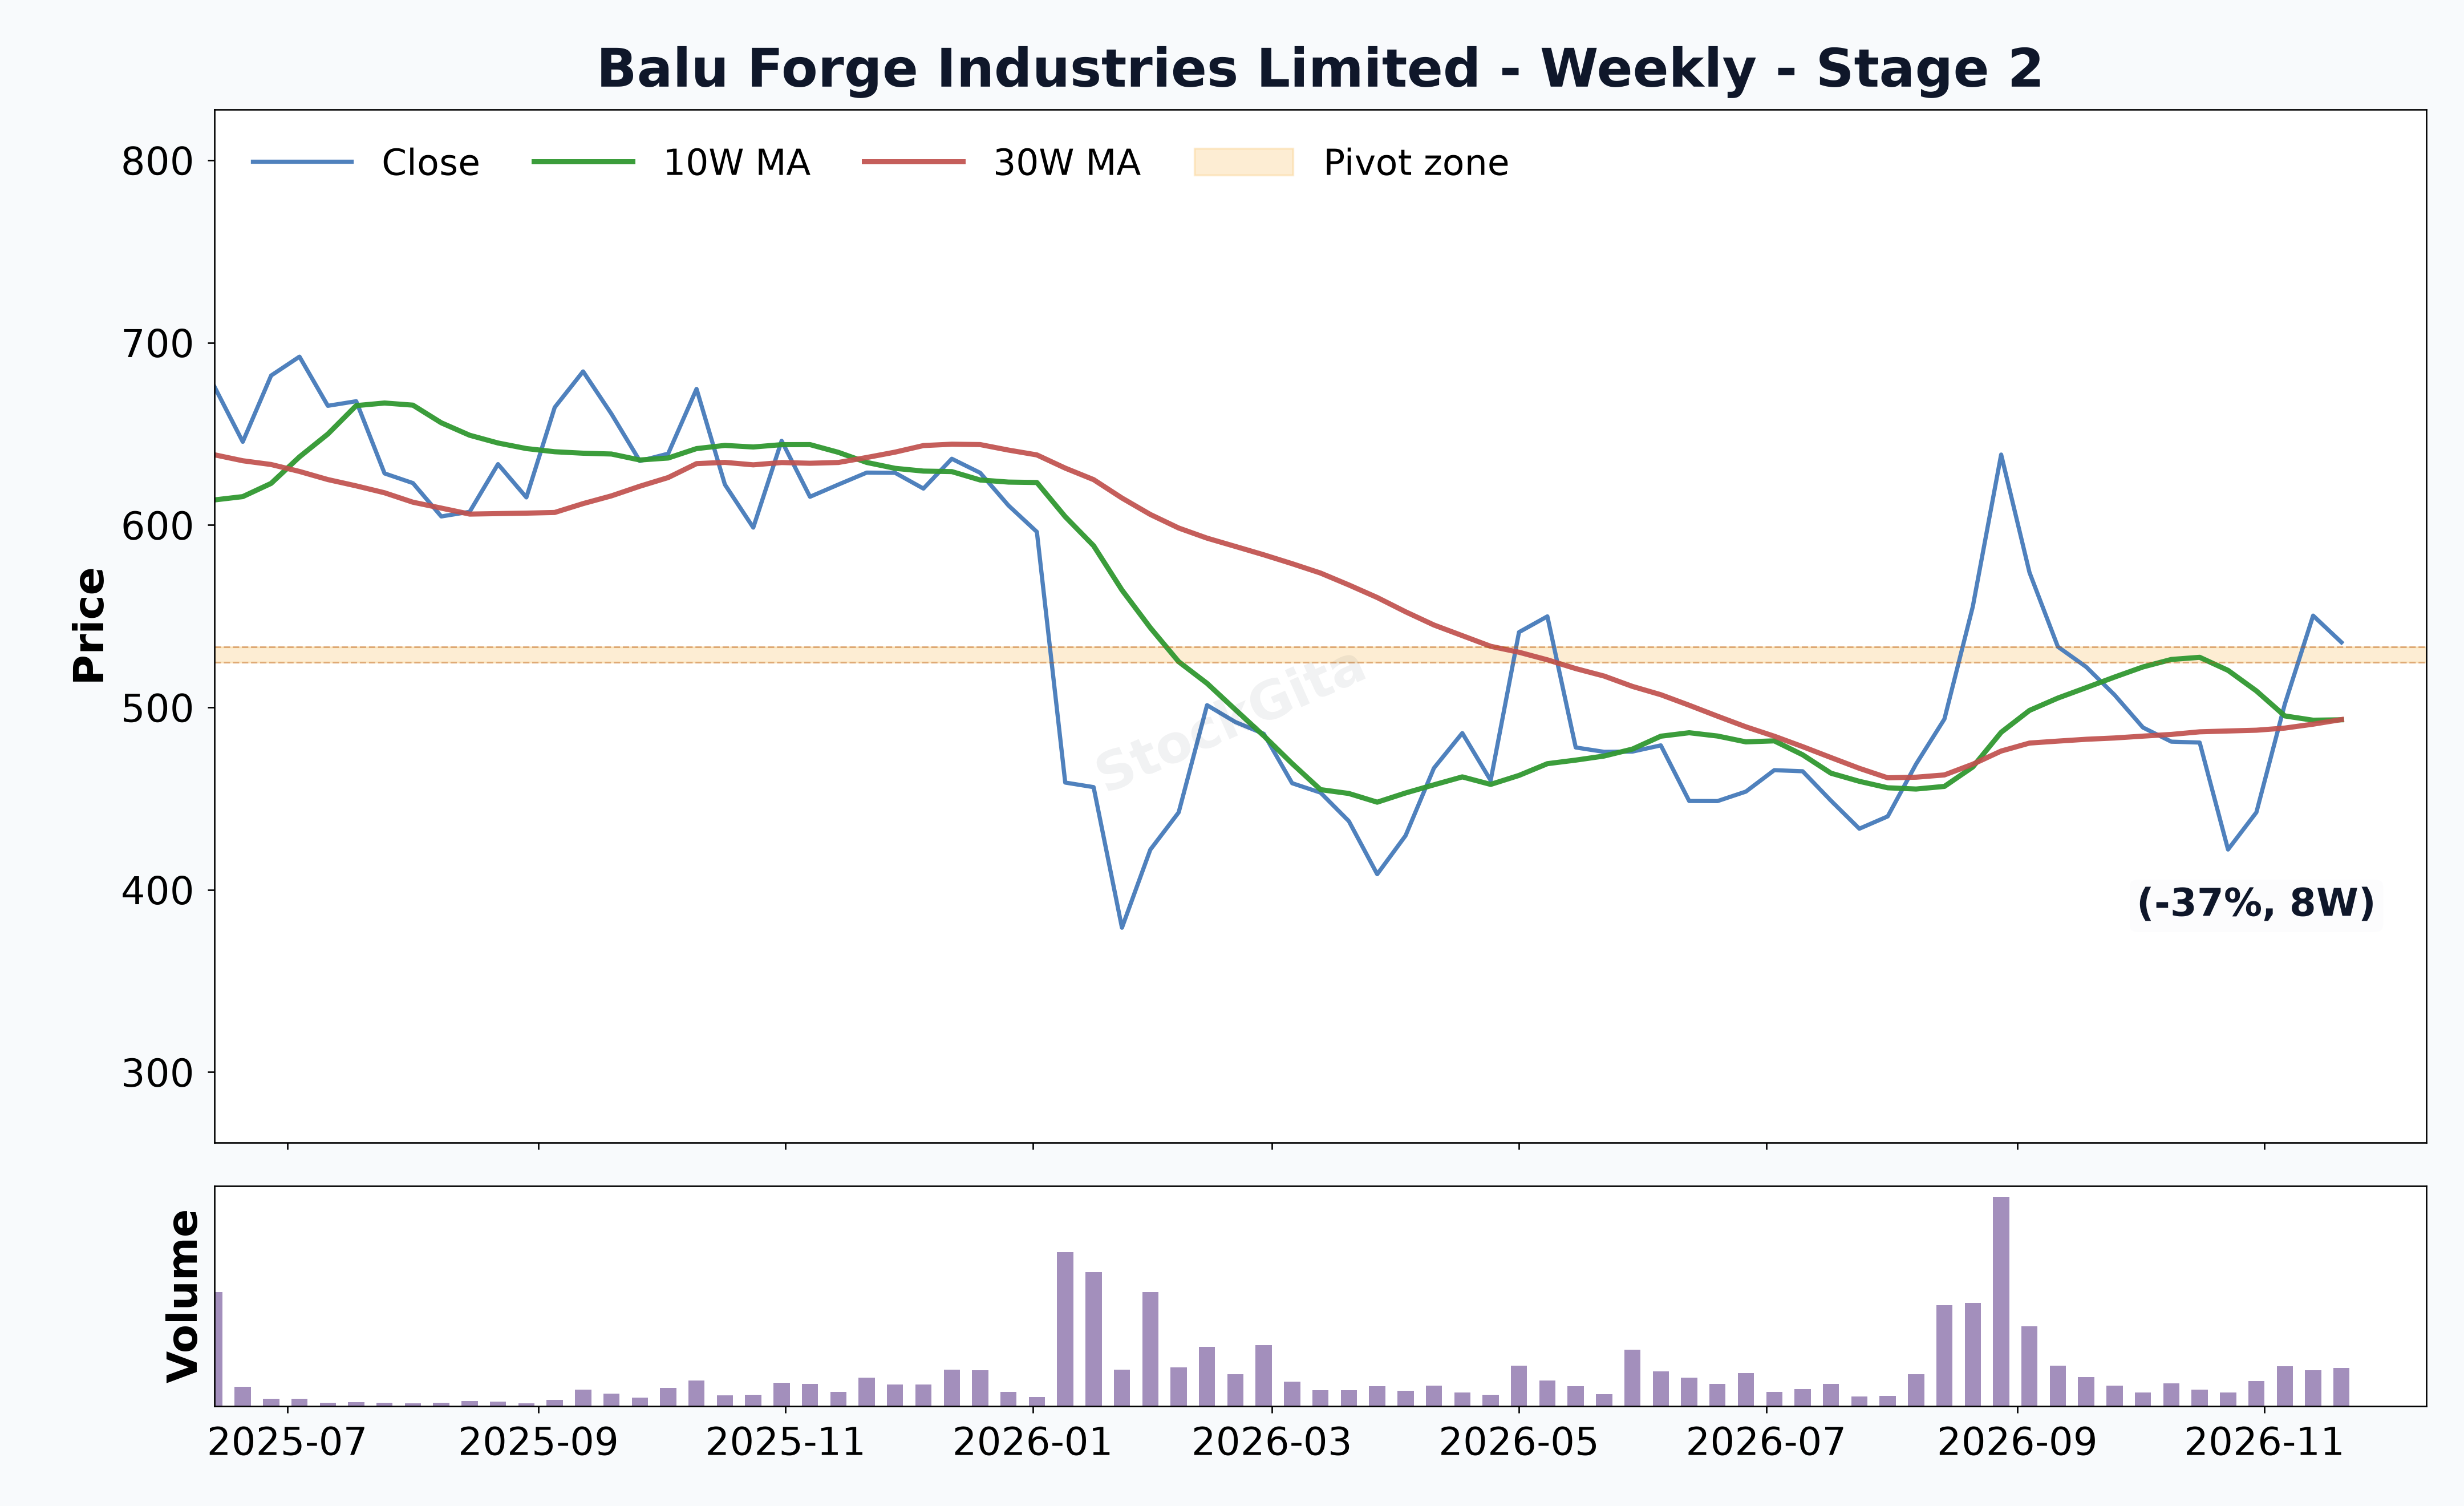 Balu Forge Industries Limited - Weekly - Stage 2
Close 10W MA 30W MA Pivot zone
800
700
600
500
400
300
Price
StockGita
(-37%, 8W)
Volume
2025-07 2025-09 2025-11 2026-01 2026-03 2026-05 2026-07 2026-09 2026-11